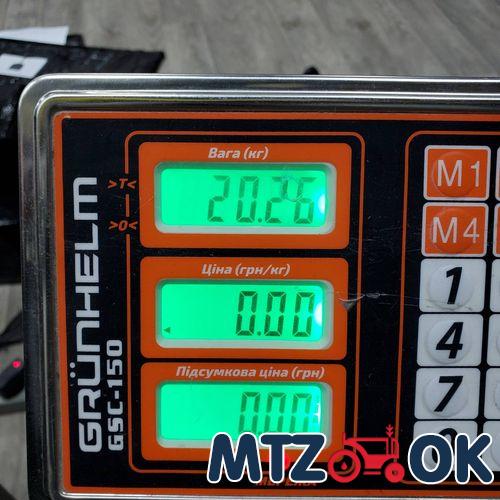 GRÜNHELM
GSC-150
Вага (кг)
>T<
>0<
20.26
Ціна (грн/кг)
0.00
Підсумкова ціна (грн)
0.00
M1
M4
1
4
7
0
MTZ OK